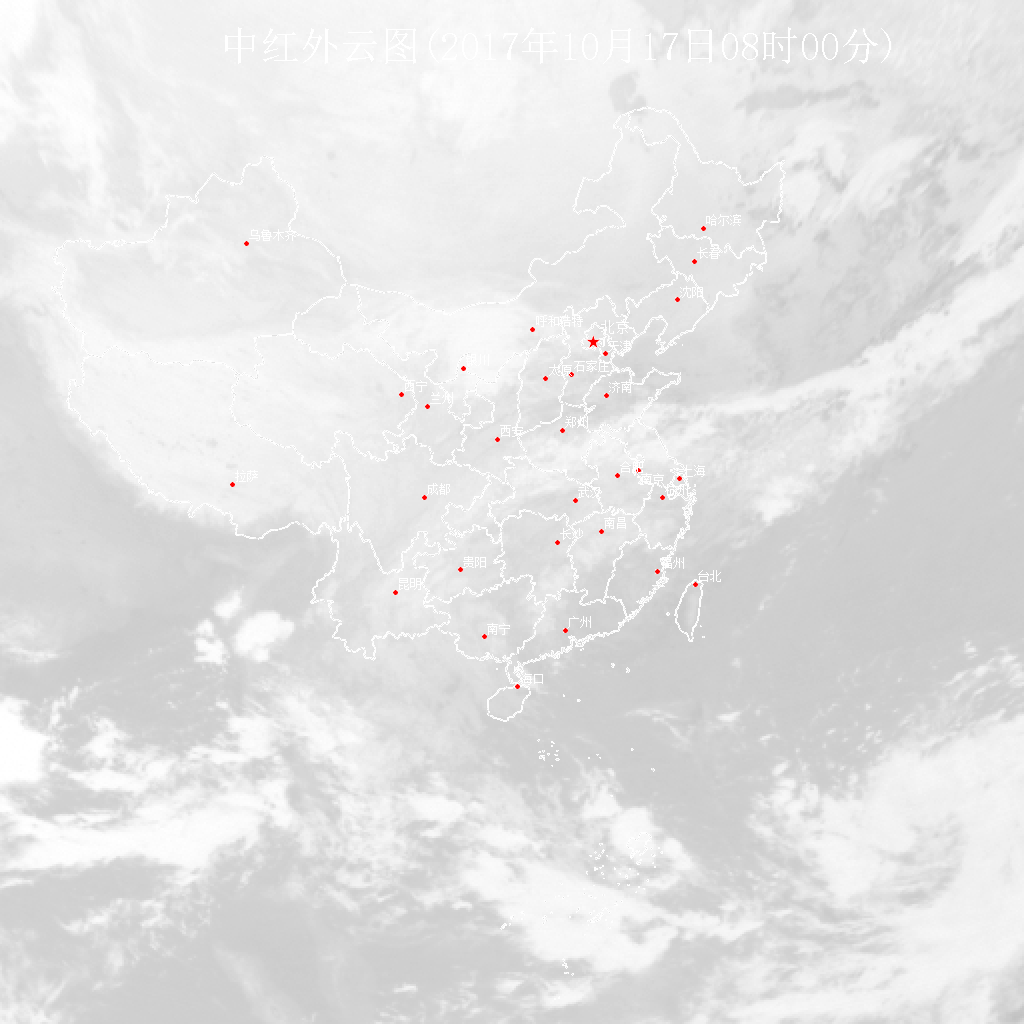 中红外云图(2017年10月17日08时00分)
哈尔滨
乌鲁木齐
长春
沈阳
呼和浩特
北京
天津
银川
太原
石家庄
西宁
济南
兰州
郑州
西安
合肥
南京
上海
拉萨
成都
武汉
杭州
南昌
长沙
贵阳
福州
台北
昆明
广州
南宁
海口